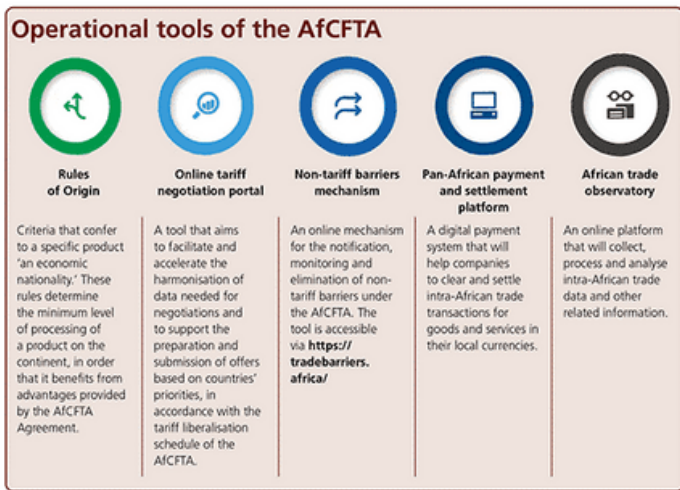 Operational tools of the AfCFTA
Rules
of Origin
Criteria that confer
to a specific product
‘an economic
nationality.’ These
rules determine
the minimum level
of processing of
a product on the
continent, in order
that it benefits from
advantages provided
by the AfCFTA
Agreement.
Online tariff
negotiation portal
A tool that aims
to facilitate and
accelerate the
harmonisation of
data needed for
negotiations and
to support the
preparation and
submission of offers
based on countries’
priorities, in
accordance with the
tariff liberalisation
schedule of the
AfCFTA.
Non-tariff barriers
mechanism
An online mechanism
for the notification,
monitoring and
elimination of non-
tariff barriers under
the AfCFTA. The
tool is accessible
via https://
tradebarriers.
africa/
Pan-African payment
and settlement
platform
A digital payment
system that will
help companies
to clear and settle
intra-African trade
transactions for
goods and services in
their local currencies.
African trade
observatory
An online platform
that will collect,
process and analyse
intra-African trade
data and other
related information.